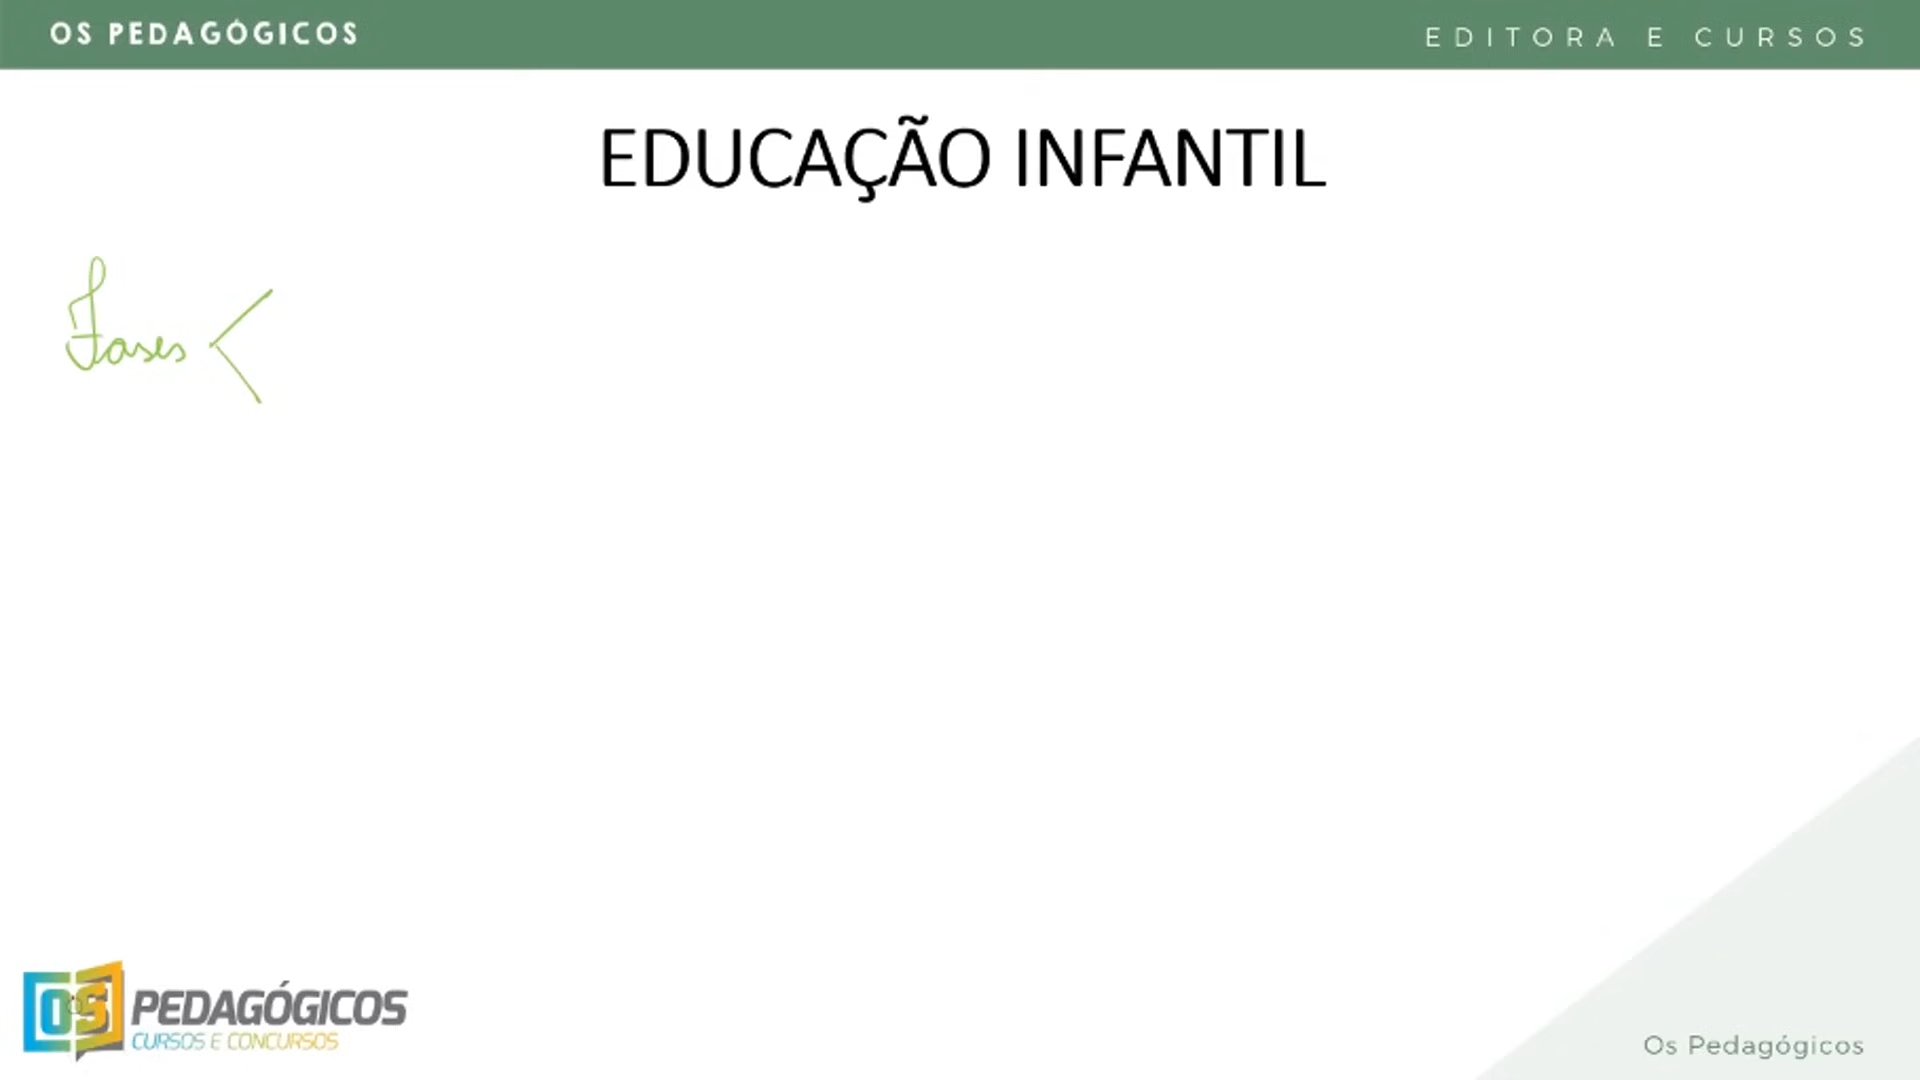 OS PEDAGÓGICOS
EDITORA E CURSOS
EDUCAÇÃO INFANTIL
Fases
OS PEDAGÓGICOS
CURSOS E CONCURSOS
Os Pedagógicos